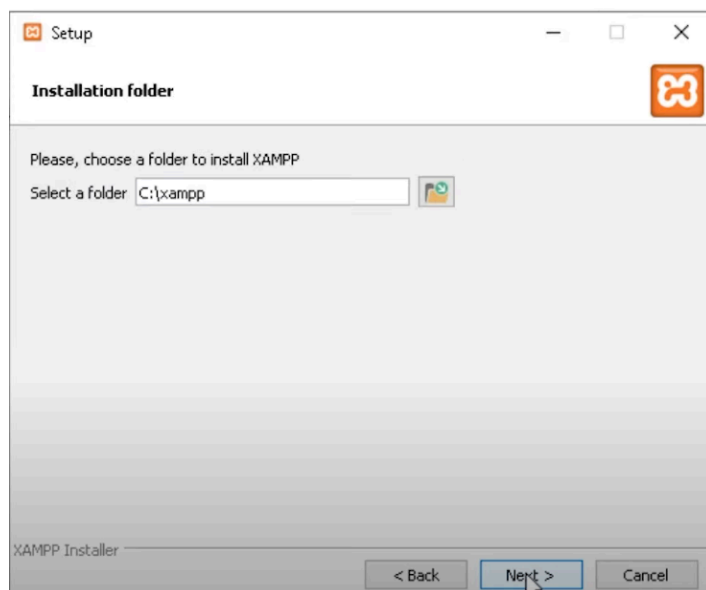 Setup
Installation folder
Please, choose a folder to install XAMPP
Select a folder C:\xampp
XAMPP Installer
< Back Next > Cancel